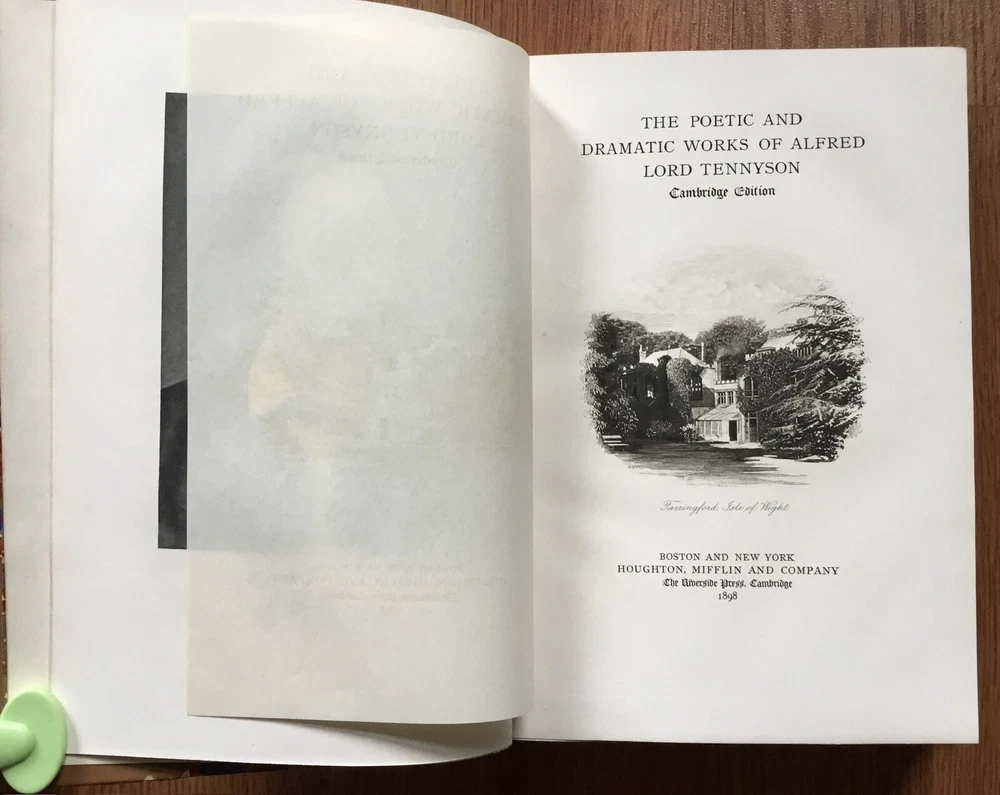 THE POETIC AND
DRAMATIC WORKS OF ALFRED
LORD TENNYSON
Cambridge Edition
Farringford, Isle of Wight
BOSTON AND NEW YORK
HOUGHTON, MIFFLIN AND COMPANY
The Riverside Press, Cambridge
1898